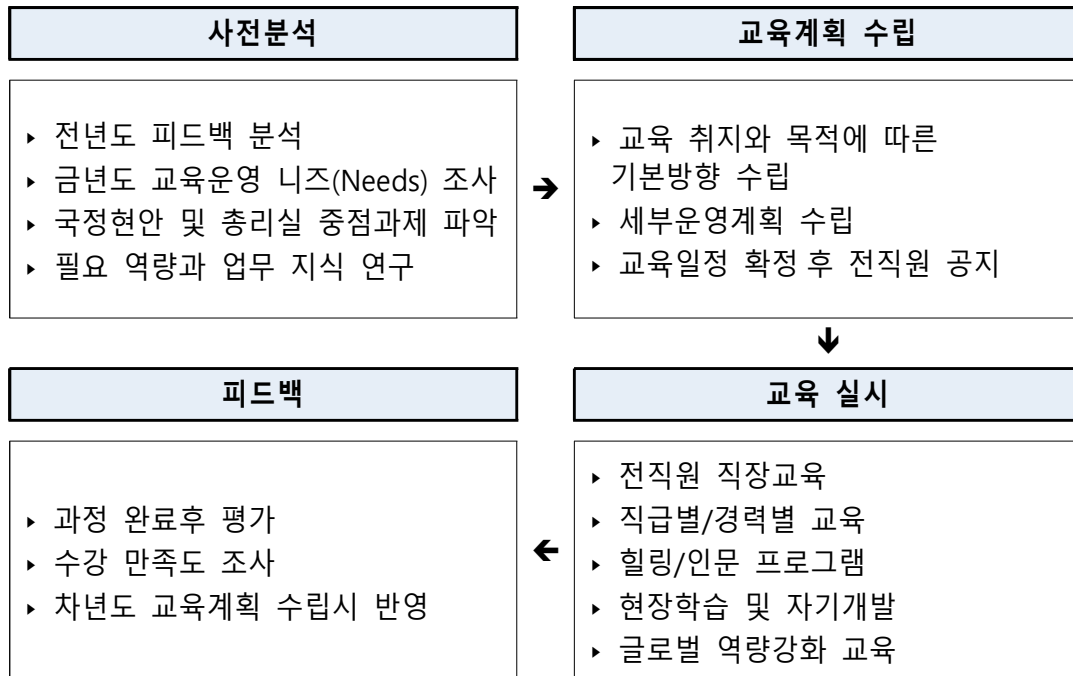 사전분석
▸ 전년도 피드백 분석
▸ 금년도 교육운영 니즈(Needs) 조사
▸ 국정현안 및 총리실 중점과제 파악
▸ 필요 역량과 업무 지식 연구
➔
교육계획 수립
▸ 교육 취지와 목적에 따른
기본방향 수립
▸ 세부운영계획 수립
▸ 교육일정 확정 후 전직원 공지
🡻
교육 실시
▸ 전직원 직장교육
▸ 직급별/경력별 교육
▸ 힐링/인문 프로그램
▸ 현장학습 및 자기개발
▸ 글로벌 역량강화 교육
🡸
피드백
▸ 과정 완료후 평가
▸ 수강 만족도 조사
▸ 차년도 교육계획 수립시 반영